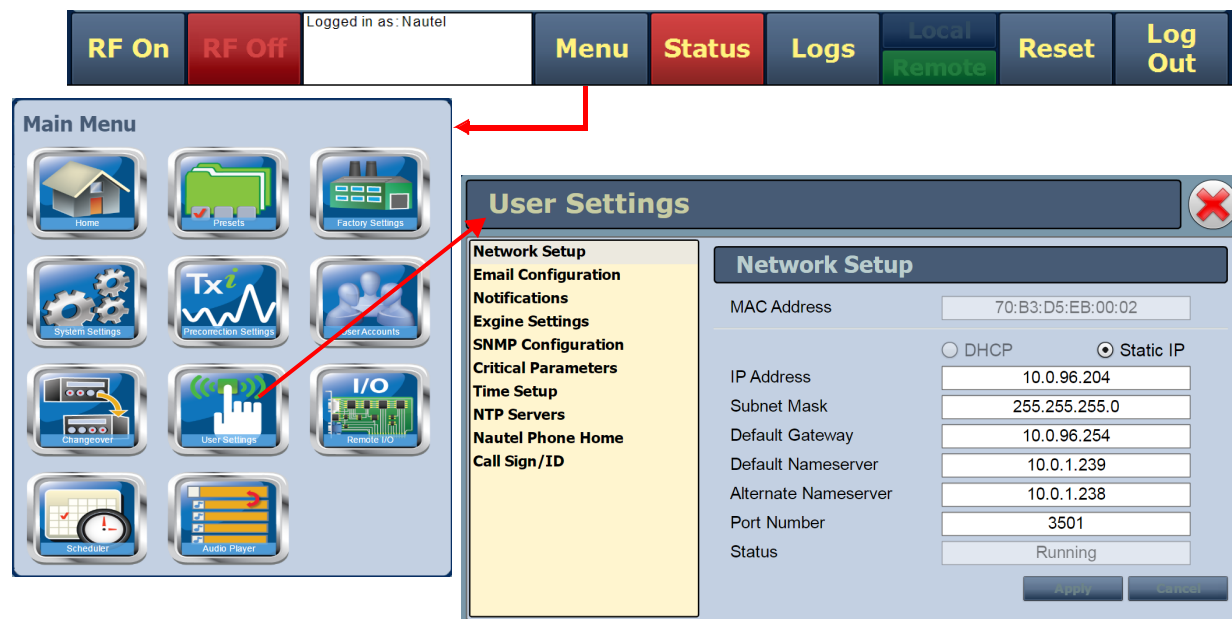 Logged in as: Nautel
RF On
RF Off
Menu
Status
Logs
Local
Remote
Reset
Log
Out
Main Menu
Home
Presets
Factory Settings
System Settings
Txi
Precorrection Settings
User Accounts
Changeover
User Settings
I/O
Remote I/O
Scheduler
Audio Player
User Settings
Network Setup
Email Configuration
Notifications
Exgine Settings
SNMP Configuration
Critical Parameters
Time Setup
NTP Servers
Nautel Phone Home
Call Sign/ID
Network Setup
MAC Address 70:B3:D5:EB:00:02
DHCP Static IP
IP Address 10.0.96.204
Subnet Mask 255.255.255.0
Default Gateway 10.0.96.254
Default Nameserver 10.0.1.239
Alternate Nameserver 10.0.1.238
Port Number 3501
Status Running
Apply Cancel